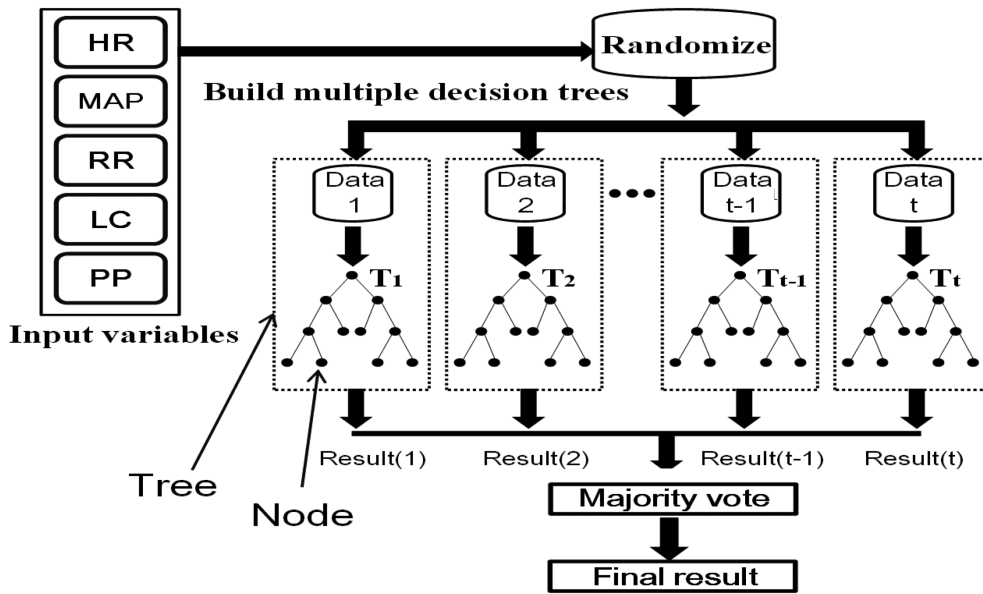 HR
MAP
RR
LC
PP
Input variables
Randomize
Build multiple decision trees
Data
1
Data
2
Data
t-1
Data
t
T1
T2
Tt-1
Tt
Tree
Node
Result(1)
Result(2)
Result(t-1)
Result(t)
Majority vote
Final result